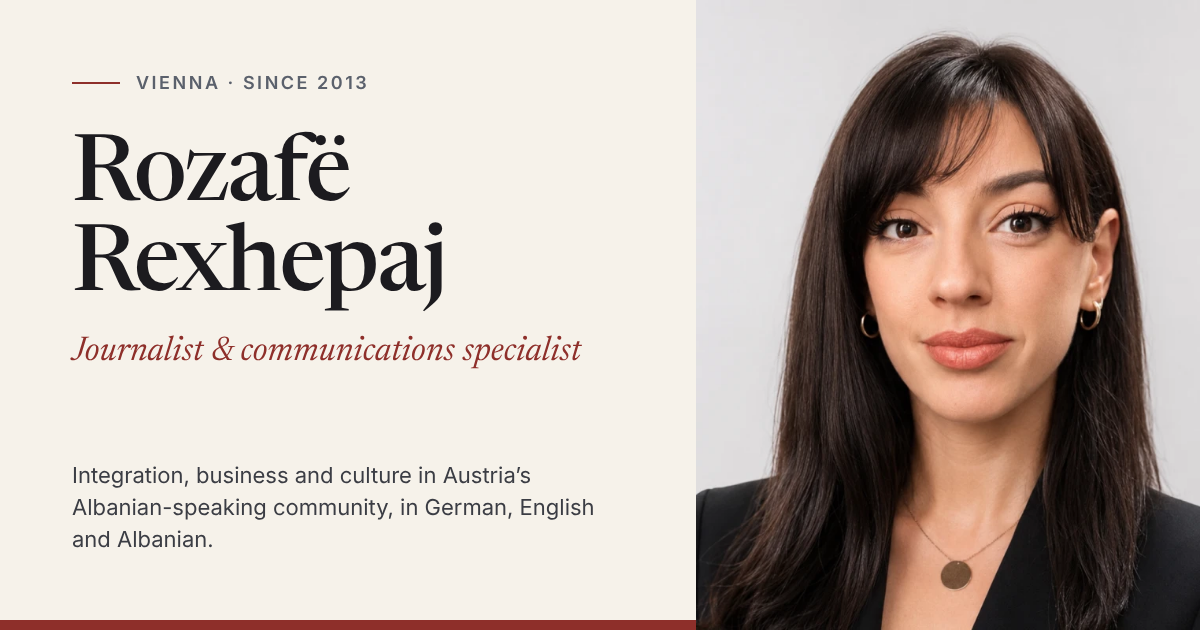 VIENNA · SINCE 2013
Rozafë
Rexhepaj
Journalist & communications specialist
Integration, business and culture in Austria’s
Albanian-speaking community, in German, English
and Albanian.